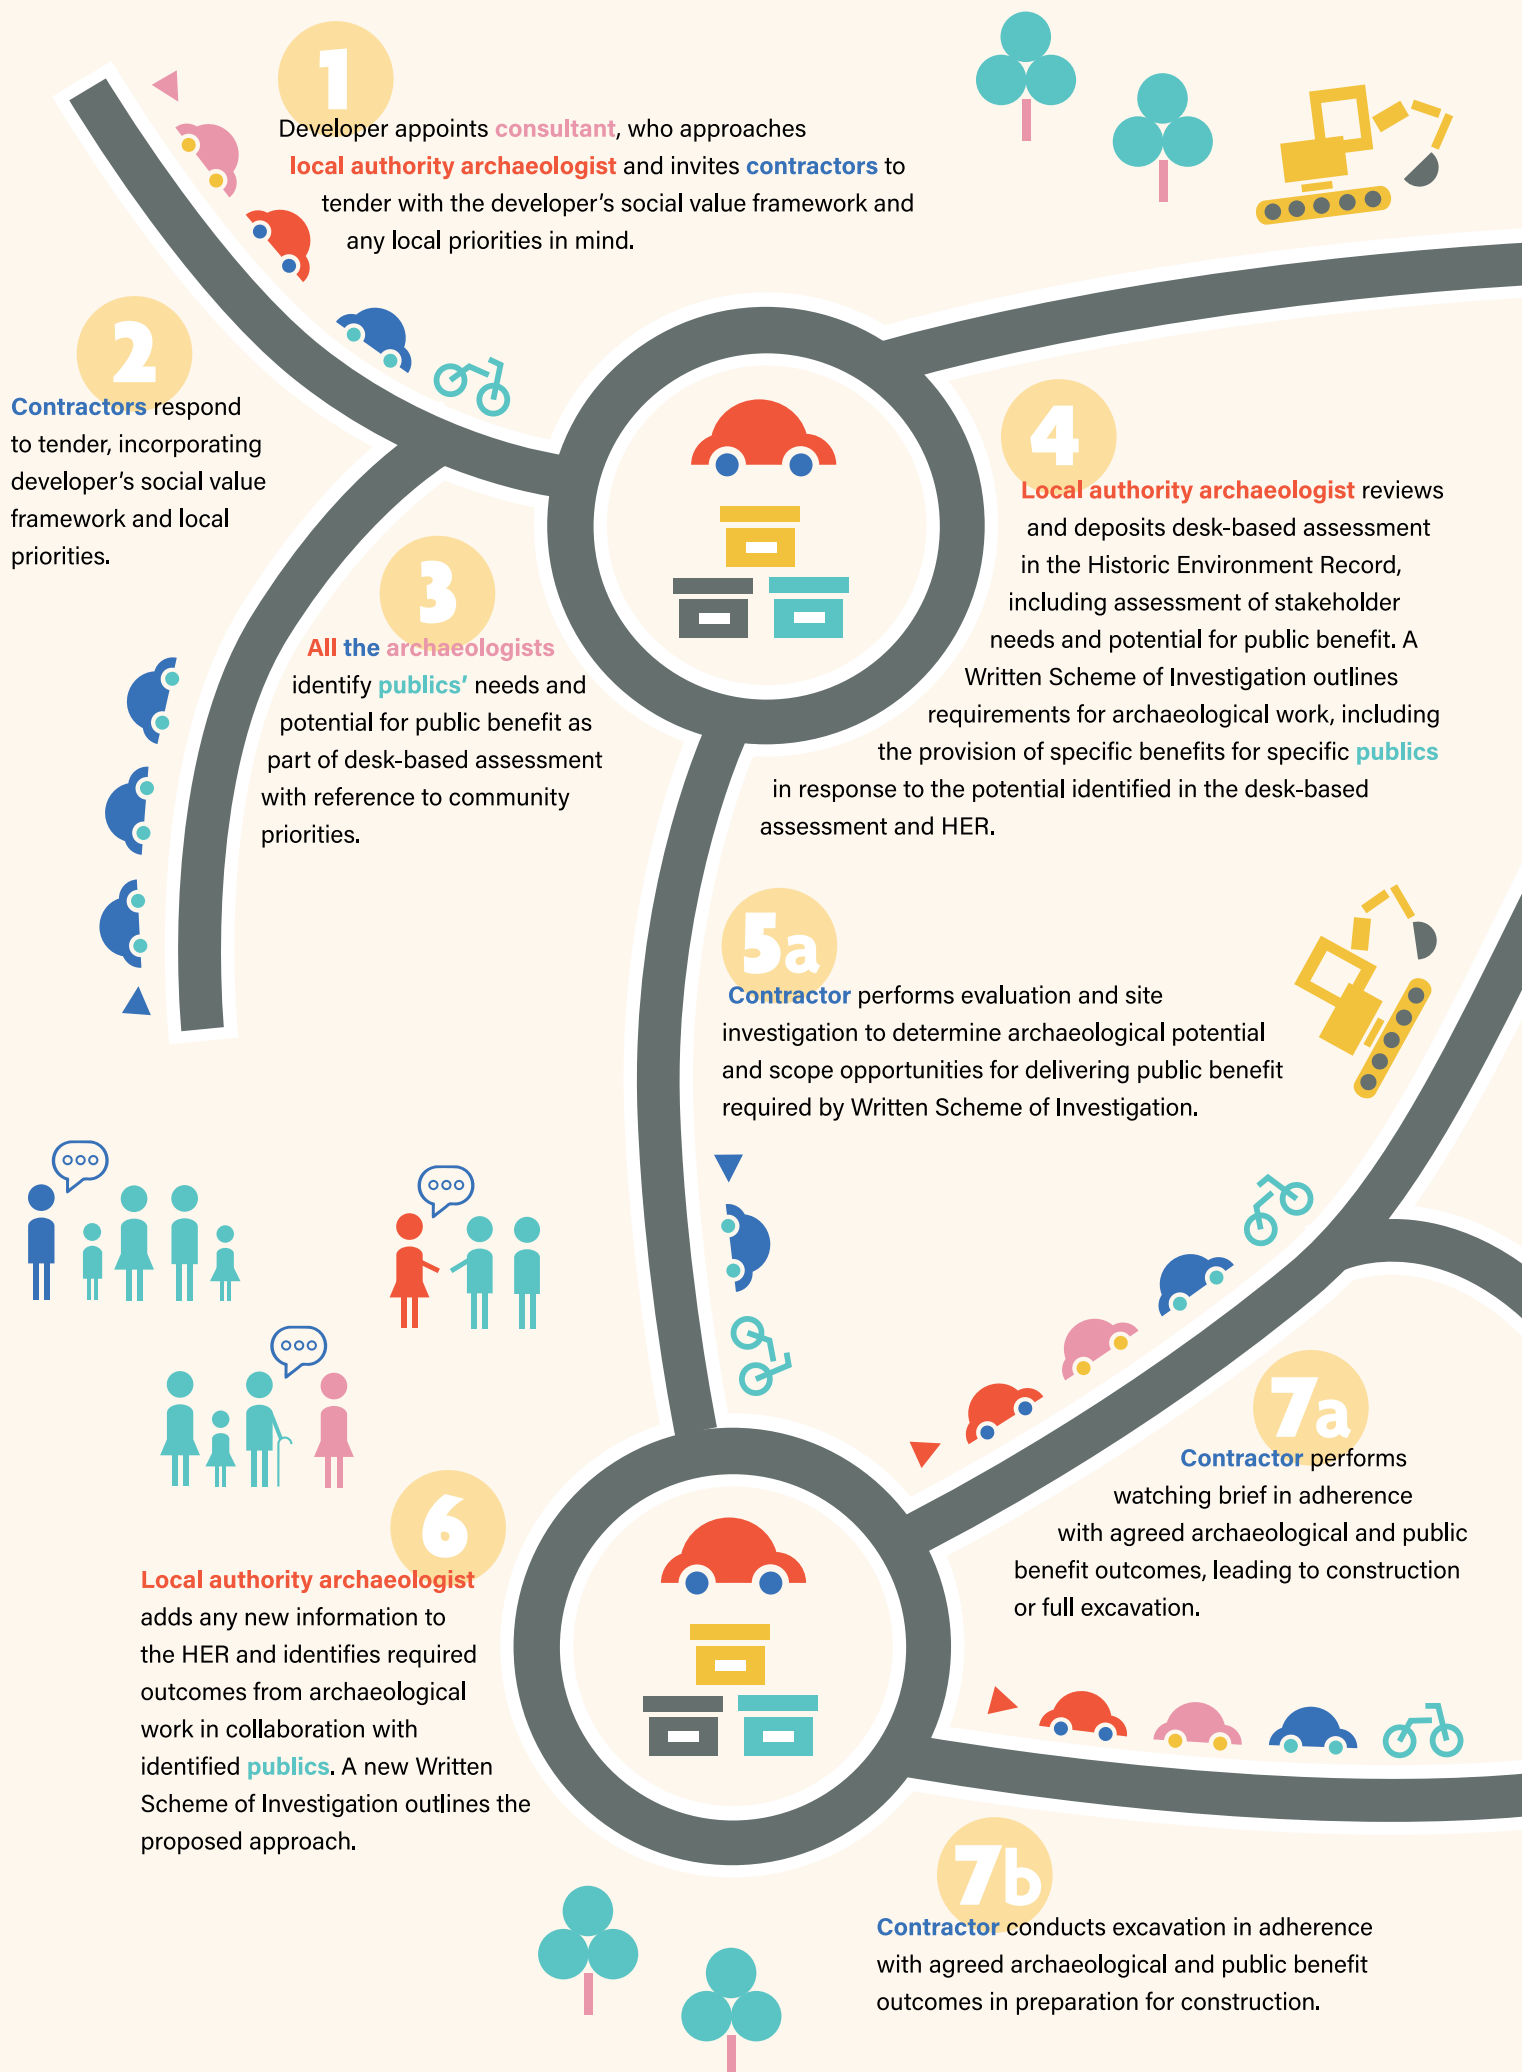 1
Developer appoints consultant, who approaches
local authority archaeologist and invites contractors to
tender with the developer’s social value framework and
any local priorities in mind.
2
Contractors respond
to tender, incorporating
developer’s social value
framework and local
priorities.
3
All the archaeologists
identify publics’ needs and
potential for public benefit as
part of desk-based assessment
with reference to community
priorities.
4
Local authority archaeologist reviews
and deposits desk-based assessment
in the Historic Environment Record,
including assessment of stakeholder
needs and potential for public benefit. A
Written Scheme of Investigation outlines
requirements for archaeological work, including
the provision of specific benefits for specific publics
in response to the potential identified in the desk-based
assessment and HER.
5a
Contractor performs evaluation and site
investigation to determine archaeological potential
and scope opportunities for delivering public benefit
required by Written Scheme of Investigation.
6
Local authority archaeologist
adds any new information to
the HER and identifies required
outcomes from archaeological
work in collaboration with
identified publics. A new Written
Scheme of Investigation outlines the
proposed approach.
7a
Contractor performs
watching brief in adherence
with agreed archaeological and public
benefit outcomes, leading to construction
or full excavation.
7b
Contractor conducts excavation in adherence
with agreed archaeological and public benefit
outcomes in preparation for construction.